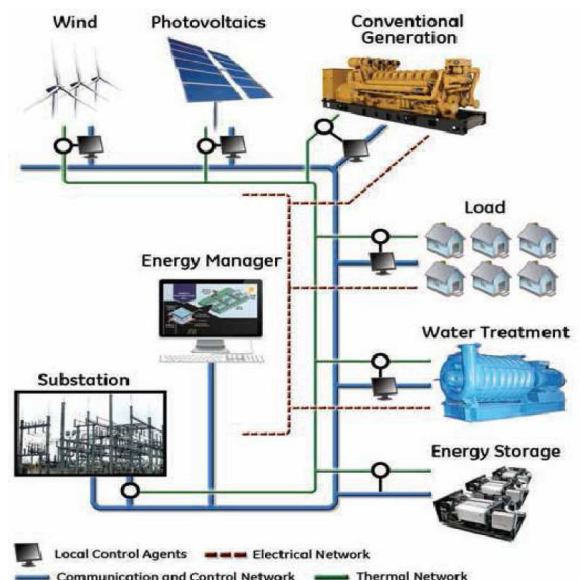 Wind
Photovoltaics
Conventional
Generation
Load
Energy Manager
Water Treatment
Substation
Energy Storage
Local Control Agents
Electrical Network
Communication and Control Network
Thermal Network